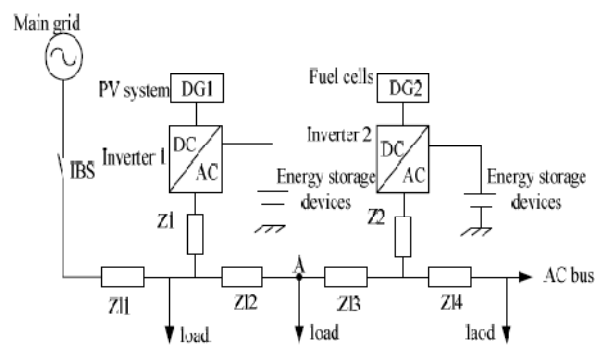 Main grid
PV system
DG1
Fuel cells
DG2
Inverter 1
DC
AC
Inverter 2
DC
AC
IBS
Energy storage
devices
Energy storage
devices
Z1
Z2
A
AC bus
Zl1
Zl2
Zl3
Zl4
load
load
laod